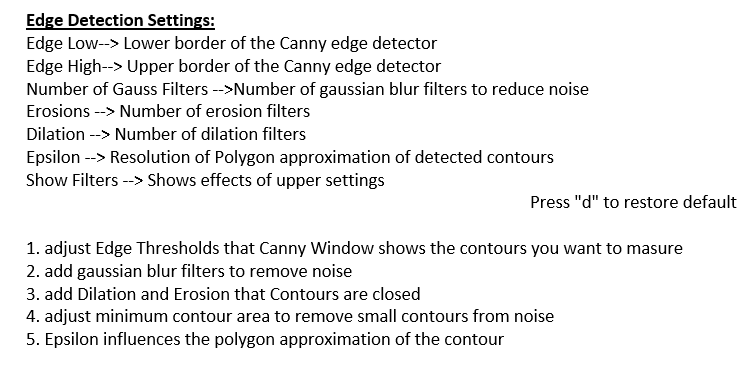 Edge Detection Settings:
Edge Low--> Lower border of the Canny edge detector
Edge High--> Upper border of the Canny edge detector
Number of Gauss Filters -->Number of gaussian blur filters to reduce noise
Erosions --> Number of erosion filters
Dilation --> Number of dilation filters
Epsilon --> Resolution of Polygon approximation of detected contours
Show Filters --> Shows effects of upper settings
Press "d" to restore default
1. adjust Edge Thresholds that Canny Window shows the contours you want to masure
2. add gaussian blur filters to remove noise
3. add Dilation and Erosion that Contours are closed
4. adjust minimum contour area to remove small contours from noise
5. Epsilon influences the polygon approximation of the contour